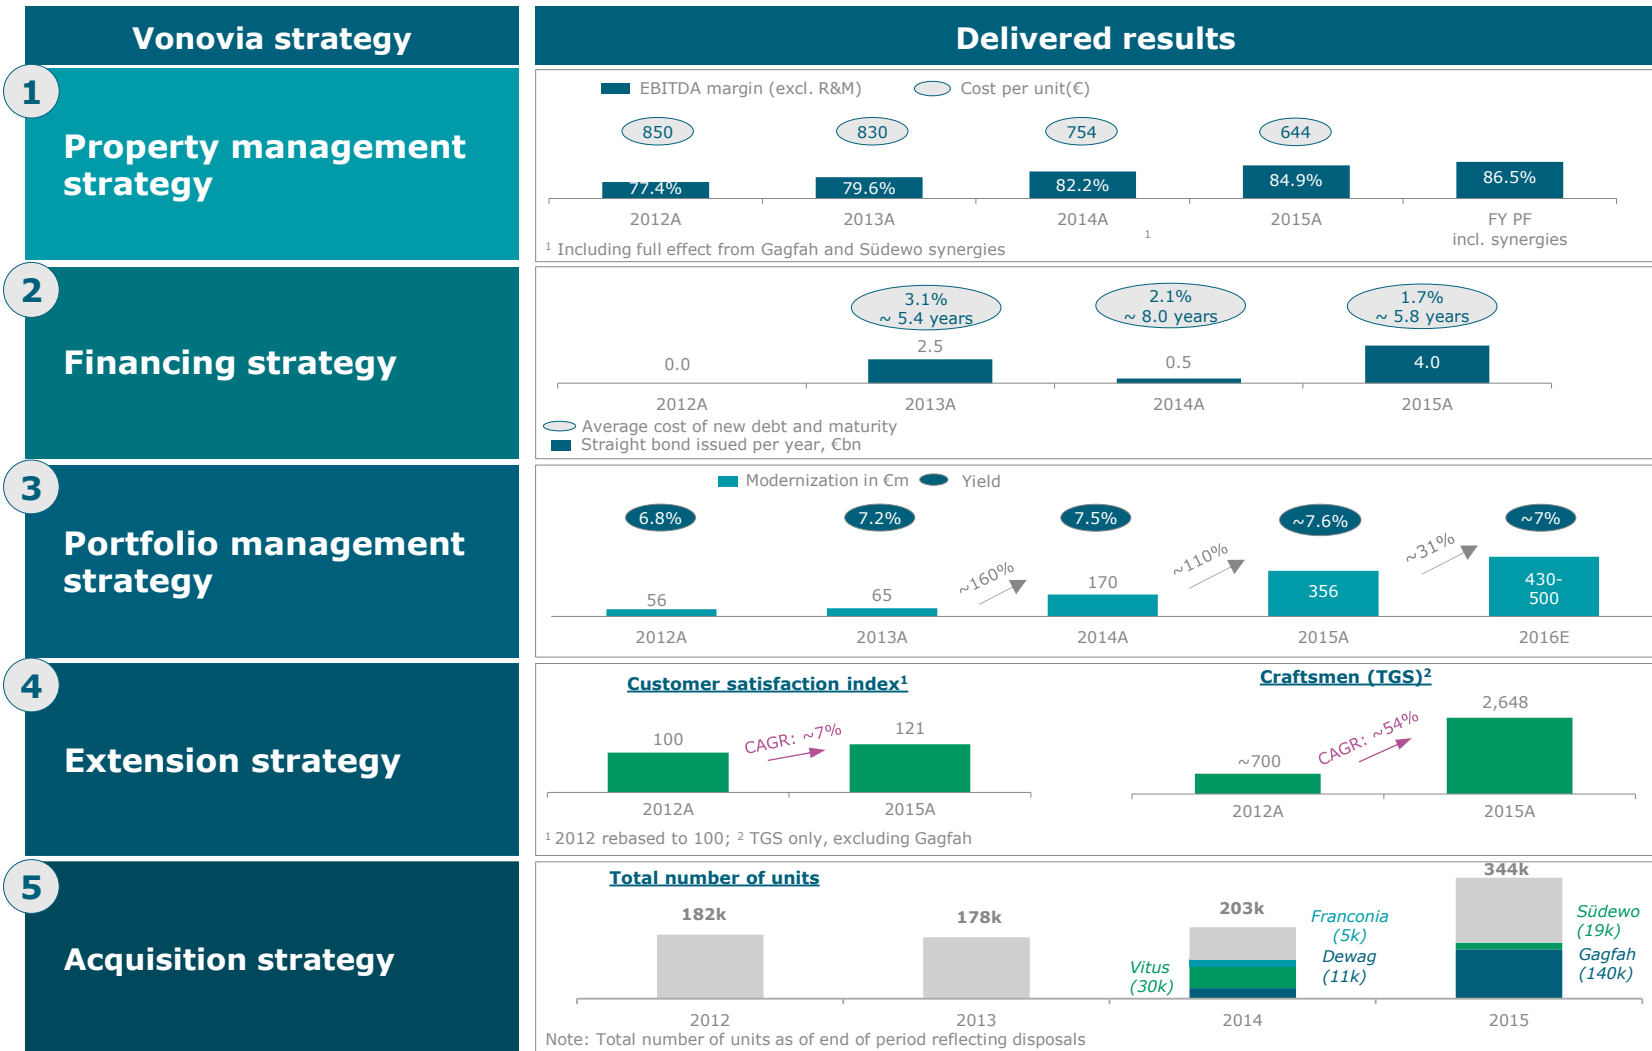 Vonovia strategy
Delivered results
1
Property management
strategy
EBITDA margin (excl. R&M)
Cost per unit(€)
850
830
754
644
77.4%
79.6%
82.2%
84.9%
86.5%
2012A
2013A
2014A
2015A
FY PF
incl. synergies
1
1 Including full effect from Gagfah and Südewo synergies
2
Financing strategy
3.1%
~ 5.4 years
2.1%
~ 8.0 years
1.7%
~ 5.8 years
0.0
2.5
0.5
4.0
2012A
2013A
2014A
2015A
Average cost of new debt and maturity
Straight bond issued per year, €bn
3
Portfolio management
strategy
Modernization in €m
Yield
6.8%
7.2%
7.5%
~7.6%
~7%
~160%
~110%
~31%
56
65
170
356
430-
500
2012A
2013A
2014A
2015A
2016E
4
Extension strategy
Customer satisfaction index1
100
CAGR: ~7%
121
2012A
2015A
Craftsmen (TGS)2
~700
CAGR: ~54%
2,648
2012A
2015A
1 2012 rebased to 100; 2 TGS only, excluding Gagfah
5
Acquisition strategy
Total number of units
182k
178k
203k
344k
Vitus
(30k)
Franconia
(5k)
Dewag
(11k)
Südewo
(19k)
Gagfah
(140k)
2012
2013
2014
2015
Note: Total number of units as of end of period reflecting disposals